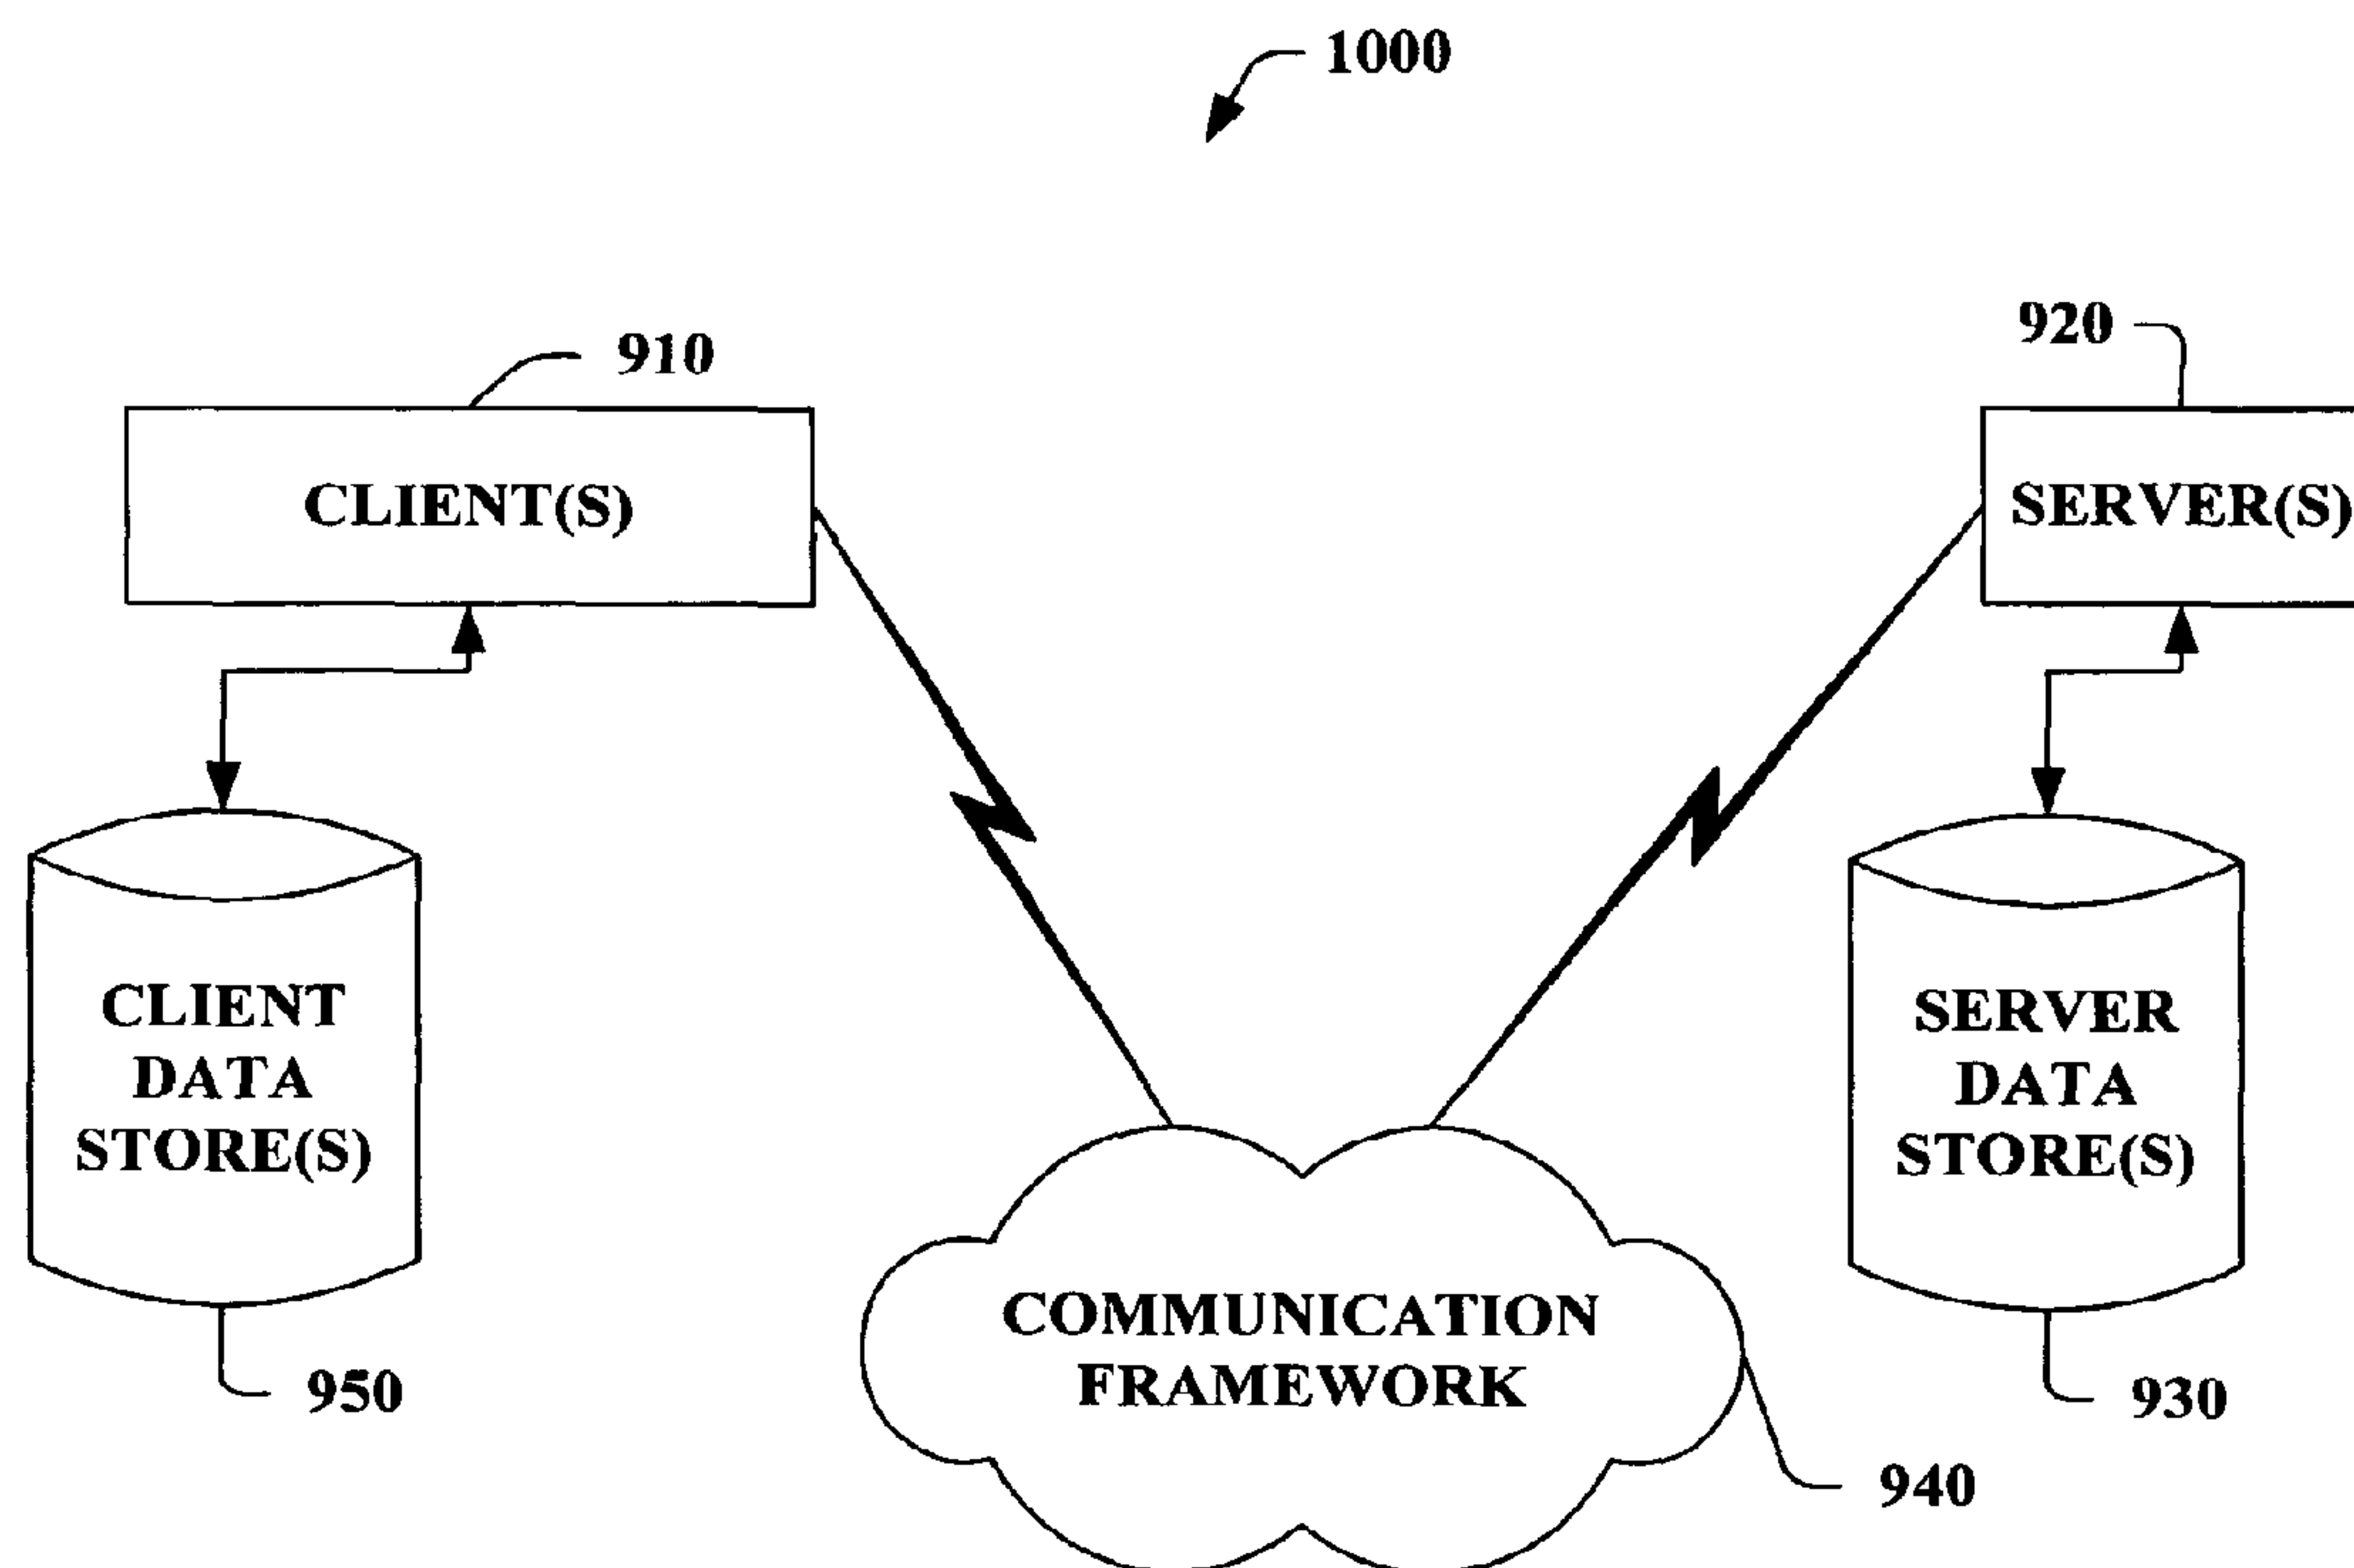 1000
910
920
CLIENT(S)
SERVER(S)
CLIENT
DATA
STORE(S)
SERVER
DATA
STORE(S)
COMMUNICATION
FRAMEWORK
950
930
940